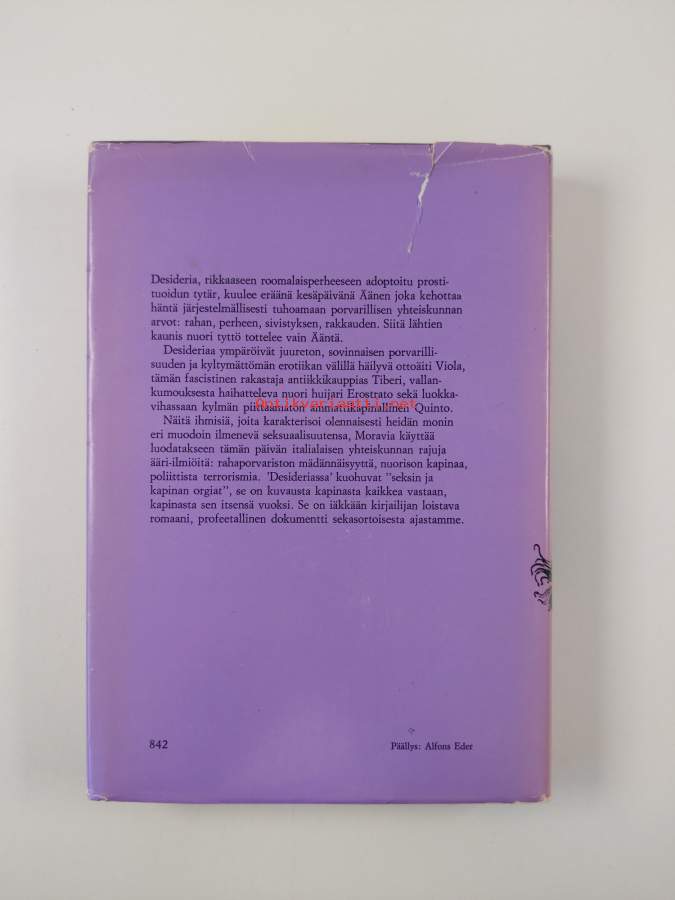 Desideria, rikkaaseen roomalaisperheeseen adoptoitu prosti-
tuoidun tytär, kuulee eräänä kesäpäivänä Äänen joka kehottaa
häntä järjestelmällisesti tuhoamaan porvarillisen yhteiskunnan
arvot: rahan, perheen, sivistyksen, rakkauden. Siitä lähtien
kaunis nuori tyttö tottelee vain Ääntä.
Desideriaa ympäröivät juureton, sovinnaisen porvarilli-
suuden ja kyltymättömän erotiikan välillä häilyvä ottoäiti Viola,
tämän fascistinen rakastaja antiikkikauppias Tiberi, vallan-
kumouksesta haihatteleva nuori huijari Erostrato sekä luokka-
vihassaan kylmän piittaamaton ammattikapinallinen Quinto.
Antikvariantti.net
Näitä ihmisiä, joita karakterisoi olennaisesti heidän monin
eri muodoin ilmenevä seksuaalisuutensa, Moravia käyttää
luodatakseen tämän päivän italialaisen yhteiskunnan rajuja
ääri-ilmiöitä: rahaporvariston mädännäisyyttä, nuorison kapinaa,
poliittista terrorismia. 'Desideriassa' kuohuvat "seksin ja
kapinan orgiat", se on kuvausta kapinasta kaikkea vastaan,
kapinasta sen itsensä vuoksi. Se on iäkkään kirjailijan loistava
romaani, profeetallinen dokumentti sekasortoisesta ajastamme.
842
Päällys: Alfons Eder